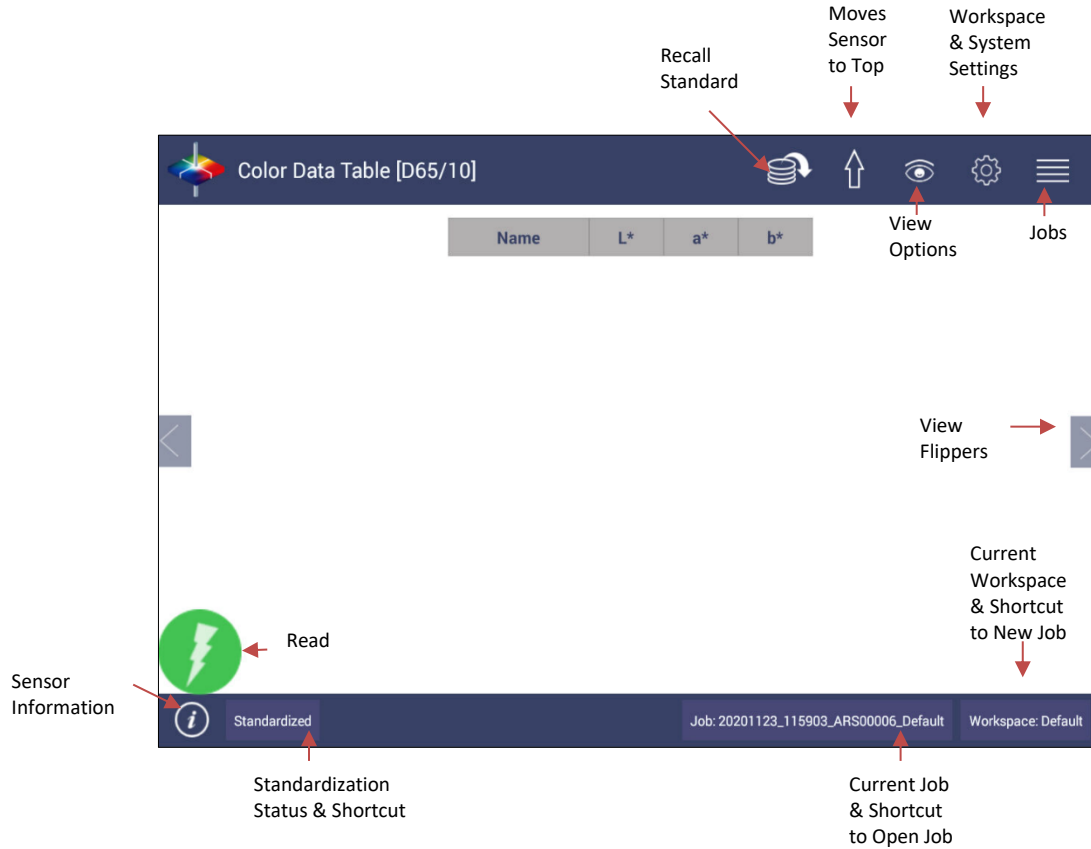 Moves
Sensor
to Top
Workspace
& System
Settings
Recall
Standard
Color Data Table [D65/10]
Name L* a* b*
View
Options
Jobs
View
Flippers
Current
Workspace
& Shortcut
to New Job
Read
Sensor
Information
i Standardized Job: 20201123_115903_ARS00006_Default Workspace: Default
Standardization
Status & Shortcut
Current Job
& Shortcut
to Open Job